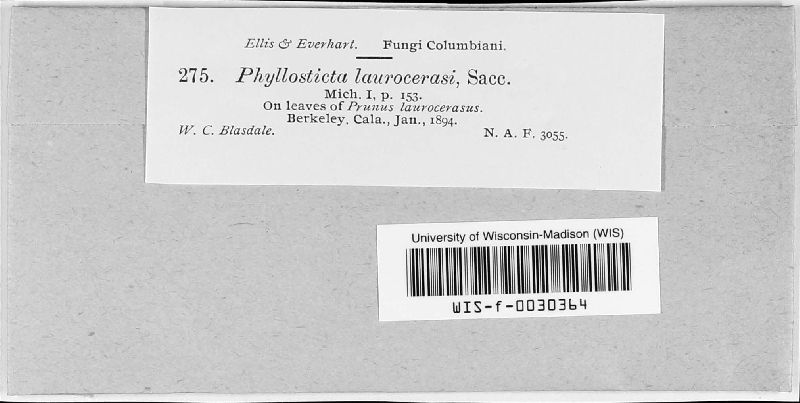 Ellis & Everhart. Fungi Columbiani.
275. Phyllosticta laurocerasi, Sacc.
Mich. I, p. 153.
On leaves of Prunus laurocerasus.
Berkeley, Cala., Jan., 1894.
W. C. Blasdale. N. A. F. 3055.
University of Wisconsin-Madison (WIS)
WIS-f-0030364